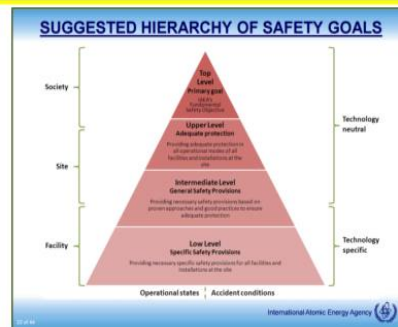 SUGGESTED HIERARCHY OF SAFETY GOALS
Society
Site
Facility
Top
Level
Primary goal
IAEA's
Fundamental
Safety Objective
Upper Level
Adequate protection
Providing adequate protection in
all operational modes of all
facilities and installations at the
site
Intermediate Level
General Safety Provisions
Providing necessary safety provisions based on
proven approaches and good practices to ensure
adequate protection
Low Level
Specific Safety Provisions
Providing necessary specific safety provisions for all facilities and
installations at the site
Technology
neutral
Technology
specific
Operational states
Accident conditions
International Atomic Energy Agency